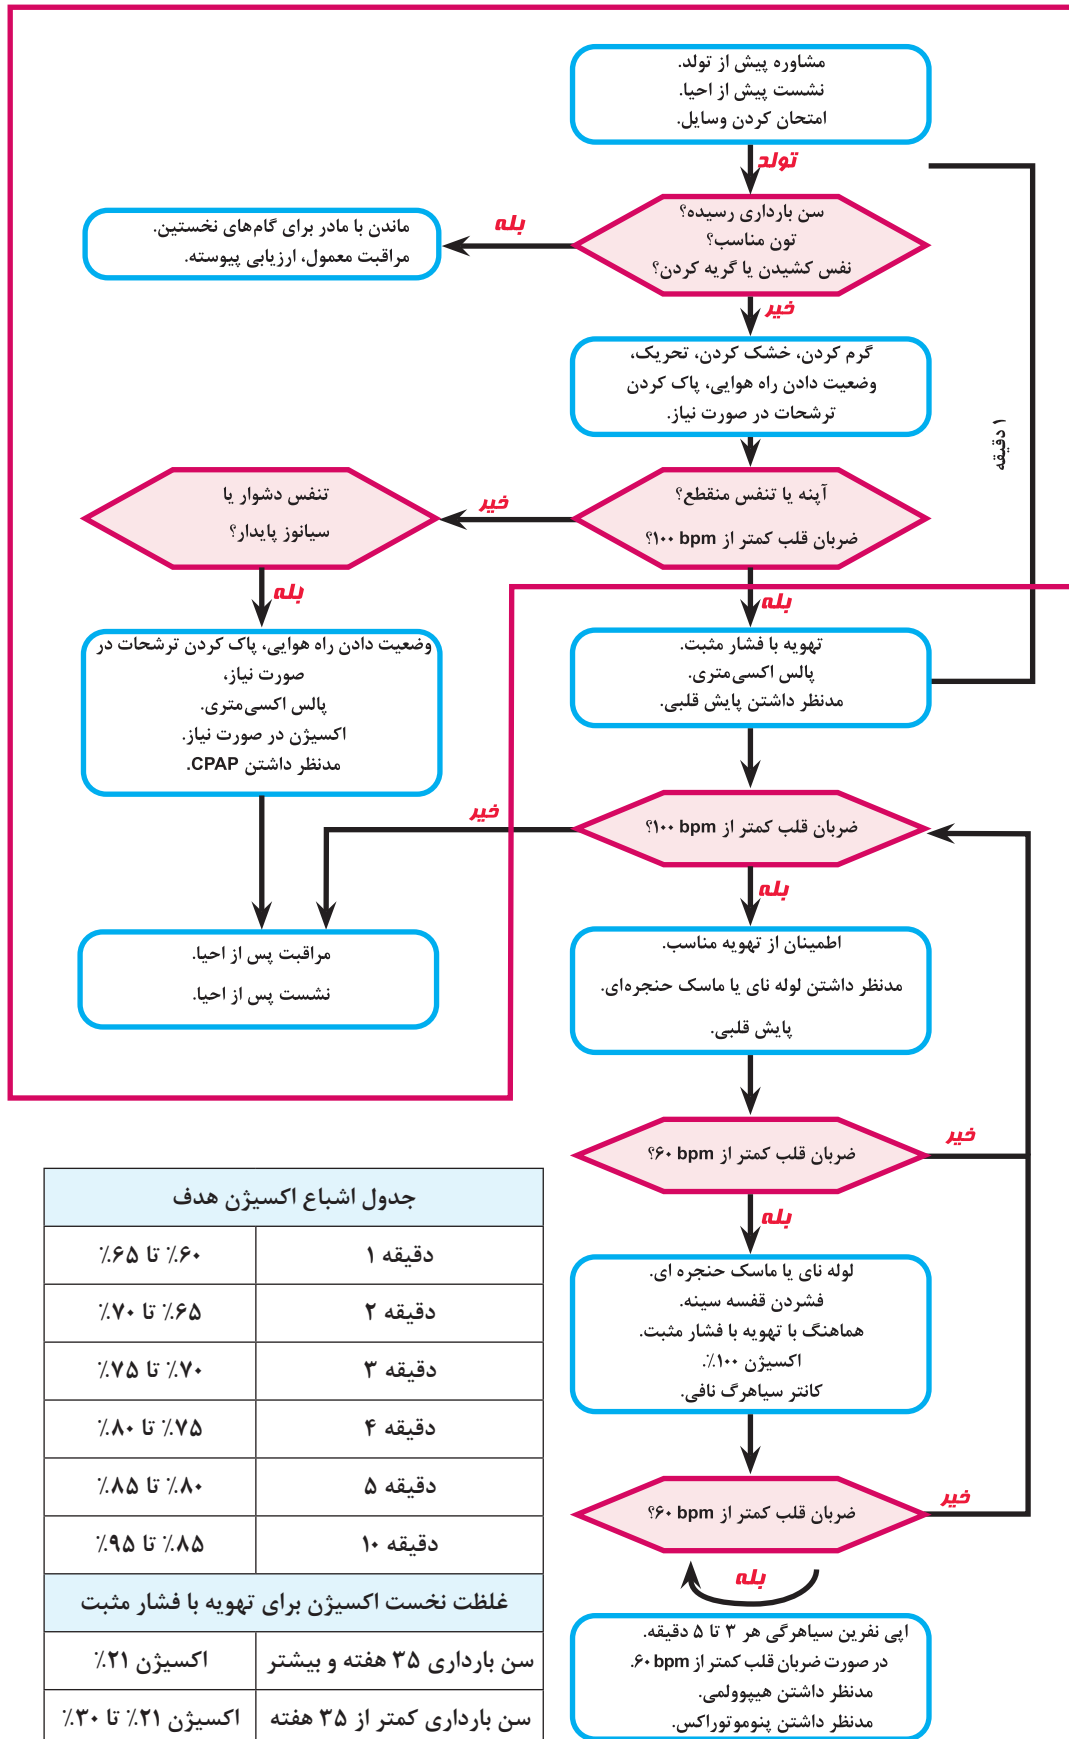 مشاوره پیش از تولد.
نشست پیش از احیا.
امتحان کردن وسایل.
تولد
سن بارداری رسیده؟
تون مناسب؟
نفس کشیدن یا گریه کردن؟
بله
ماندن با مادر برای گام‌های نخستین.
مراقبت معمول، ارزیابی پیوسته.
خیر
گرم کردن، خشک کردن، تحریک،
وضعیت دادن راه هوایی، پاک کردن
ترشحات در صورت نیاز.
۱ دقیقه
آپنه یا تنفس منقطع؟
ضربان قلب کمتر از ۱۰۰ bpm؟
خیر
تنفس دشوار یا
سیانوز پایدار؟
بله
وضعیت دادن راه هوایی، پاک کردن ترشحات در
صورت نیاز،
پالس اکسی‌متری.
اکسیژن در صورت نیاز.
مدنظر داشتن CPAP.
بله
تهویه با فشار مثبت.
پالس اکسی‌متری.
مدنظر داشتن پایش قلبی.
ضربان قلب کمتر از ۱۰۰ bpm؟
خیر
مراقبت پس از احیا.
نشست پس از احیا.
بله
اطمینان از تهویه مناسب.
مدنظر داشتن لوله نای یا ماسک حنجره‌ای.
پایش قلبی.
ضربان قلب کمتر از ۶۰ bpm؟
خیر
بله
لوله نای یا ماسک حنجره ای.
فشردن قفسه سینه.
هماهنگ با تهویه با فشار مثبت.
اکسیژن ۱۰۰٪.
کانتر سیاهرگ نافی.
ضربان قلب کمتر از ۶۰ bpm؟
خیر
بله
اپی نفرین سیاهرگی هر ۳ تا ۵ دقیقه.
در صورت ضربان قلب کمتر از ۶۰ bpm.
مدنظر داشتن هیپوولمی.
مدنظر داشتن پنوموتوراکس.
جدول اشباع اکسیژن هدف
دقیقه ۱ ۶۰٪ تا ۶۵٪
دقیقه ۲ ۶۵٪ تا ۷۰٪
دقیقه ۳ ۷۰٪ تا ۷۵٪
دقیقه ۴ ۷۵٪ تا ۸۰٪
دقیقه ۵ ۸۰٪ تا ۸۵٪
دقیقه ۱۰ ۸۵٪ تا ۹۵٪
غلظت نخست اکسیژن برای تهویه با فشار مثبت
سن بارداری ۳۵ هفته و بیشتر اکسیژن ۲۱٪
سن بارداری کمتر از ۳۵ هفته اکسیژن ۲۱٪ تا ۳۰٪